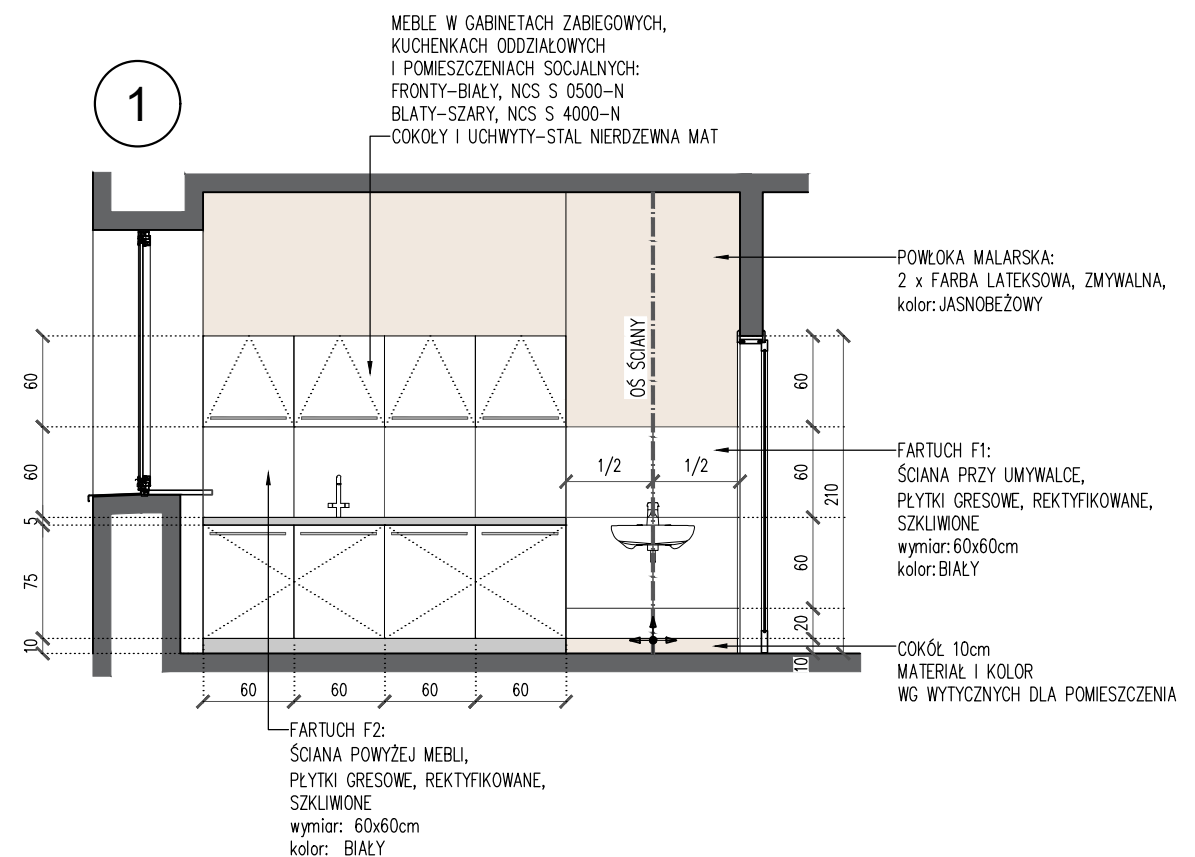 MEBLE W GABINETACH ZABIEGOWYCH,
KUCHENKACH ODDZIAŁOWYCH
I POMIESZCZENIACH SOCJALNYCH:
FRONTY-BIAŁY, NCS S 0500-N
BLATY-SZARY, NCS S 4000-N
COKOŁY I UCHWYTY-STAL NIERDZEWNA MAT
1
POWŁOKA MALARSKA:
2 x FARBA LATEKSOWA, ZMYWALNA,
kolor: JASNOBEŻOWY
OŚ ŚCIANY
60
60
5
75
10
1/2
1/2
60
60
60
20
10
210
FARTUCH F1:
ŚCIANA PRZY UMYWALCE,
PŁYTKI GRESOWE, REKTYFIKOWANE,
SZKLIWIONE
wymiar: 60x60cm
kolor: BIAŁY
COKÓŁ 10cm
MATERIAŁ I KOLOR
WG WYTYCZNYCH DLA POMIESZCZENIA
60 60 60 60
FARTUCH F2:
ŚCIANA POWYŻEJ MEBLI,
PŁYTKI GRESOWE, REKTYFIKOWANE,
SZKLIWIONE
wymiar: 60x60cm
kolor: BIAŁY